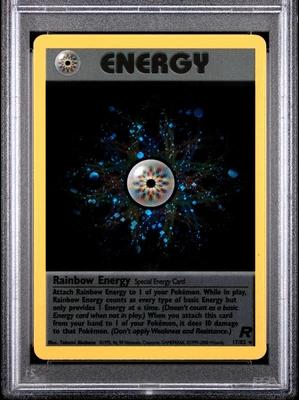 ENERGY
Rainbow Energy Special Energy Card
Attach Rainbow Energy to 1 of your Pokémon. While in play,
Rainbow Energy counts as every type of basic Energy but
only provides 1 Energy at a time. (Doesn't count as a basic
Energy card when not in play.) When you attach this card
from your hand to 1 of your Pokémon, it does 10 damage
to that Pokémon. (Don't apply Weakness and Resistance.)
R
17/82